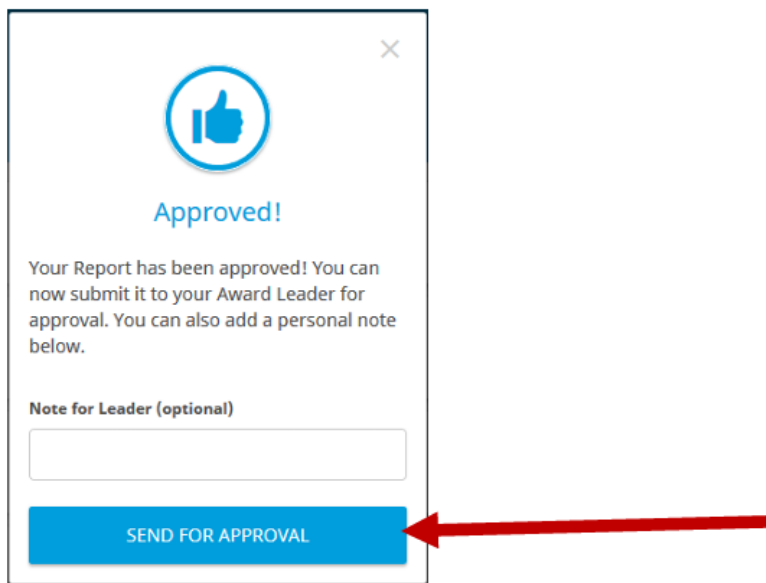 Approved!
Your Report has been approved! You can
now submit it to your Award Leader for
approval. You can also add a personal note
below.
Note for Leader (optional)
SEND FOR APPROVAL